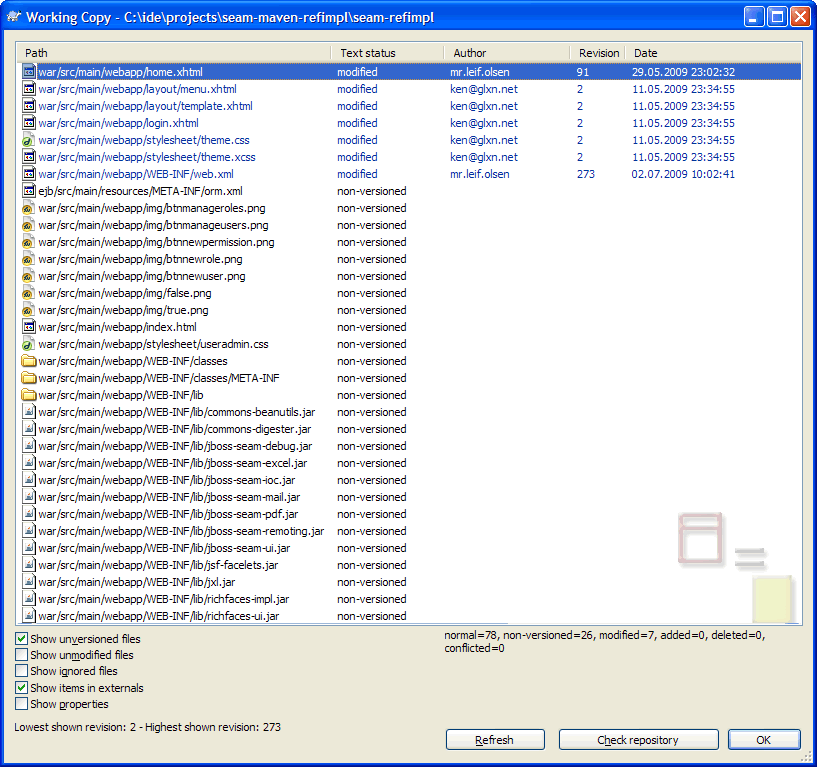 Working Copy - C:\ide\projects\seam-maven-refimpl\seam-refimpl
Path Text status Author Revision Date
war/src/main/webapp/home.xhtml modified mr.leif.olsen 91 29.05.2009 23:02:32
war/src/main/webapp/layout/menu.xhtml modified ken@glxn.net 2 11.05.2009 23:34:55
war/src/main/webapp/layout/template.xhtml modified ken@glxn.net 2 11.05.2009 23:34:55
war/src/main/webapp/login.xhtml modified ken@glxn.net 2 11.05.2009 23:34:55
war/src/main/webapp/stylesheet/theme.css modified ken@glxn.net 2 11.05.2009 23:34:55
war/src/main/webapp/stylesheet/theme.xcss modified ken@glxn.net 2 11.05.2009 23:34:55
war/src/main/webapp/WEB-INF/web.xml modified mr.leif.olsen 273 02.07.2009 10:02:41
ejb/src/main/resources/META-INF/orm.xml non-versioned
war/src/main/webapp/img/btnmanageroles.png non-versioned
war/src/main/webapp/img/btnmanageusers.png non-versioned
war/src/main/webapp/img/btnnewpermission.png non-versioned
war/src/main/webapp/img/btnnewrole.png non-versioned
war/src/main/webapp/img/btnnewuser.png non-versioned
war/src/main/webapp/img/false.png non-versioned
war/src/main/webapp/img/true.png non-versioned
war/src/main/webapp/index.html non-versioned
war/src/main/webapp/stylesheet/useradmin.css non-versioned
war/src/main/webapp/WEB-INF/classes non-versioned
war/src/main/webapp/WEB-INF/classes/META-INF non-versioned
war/src/main/webapp/WEB-INF/lib non-versioned
war/src/main/webapp/WEB-INF/lib/commons-beanutils.jar non-versioned
war/src/main/webapp/WEB-INF/lib/commons-digester.jar non-versioned
war/src/main/webapp/WEB-INF/lib/jboss-seam-debug.jar non-versioned
war/src/main/webapp/WEB-INF/lib/jboss-seam-excel.jar non-versioned
war/src/main/webapp/WEB-INF/lib/jboss-seam-ioc.jar non-versioned
war/src/main/webapp/WEB-INF/lib/jboss-seam-mail.jar non-versioned
war/src/main/webapp/WEB-INF/lib/jboss-seam-pdf.jar non-versioned
war/src/main/webapp/WEB-INF/lib/jboss-seam-remoting.jar non-versioned
war/src/main/webapp/WEB-INF/lib/jboss-seam-ui.jar non-versioned
war/src/main/webapp/WEB-INF/lib/jsf-facelets.jar non-versioned
war/src/main/webapp/WEB-INF/lib/jxl.jar non-versioned
war/src/main/webapp/WEB-INF/lib/richfaces-impl.jar non-versioned
war/src/main/webapp/WEB-INF/lib/richfaces-ui.jar non-versioned
Show unversioned files
Show unmodified files
Show ignored files
Show items in externals
Show properties
normal=78, non-versioned=26, modified=7, added=0, deleted=0,
conflicted=0
Lowest shown revision: 2 - Highest shown revision: 273
Refresh Check repository OK